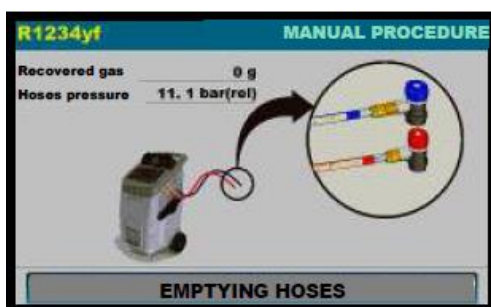 R1234yf MANUAL PROCEDURE
Recovered gas 0 g
Hoses pressure 11. 1 bar(rel)
EMPTYING HOSES